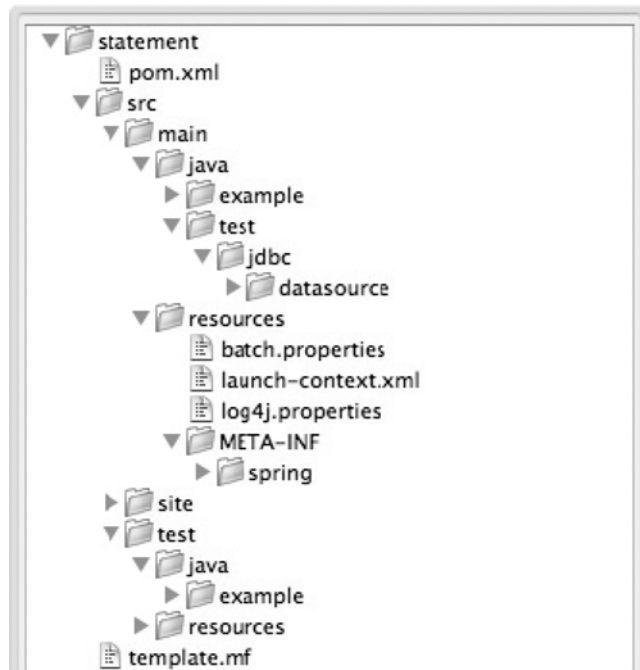 statement
pom.xml
src
main
java
example
test
jdbc
datasource
resources
batch.properties
launch-context.xml
log4j.properties
META-INF
spring
site
test
java
example
resources
template.mf